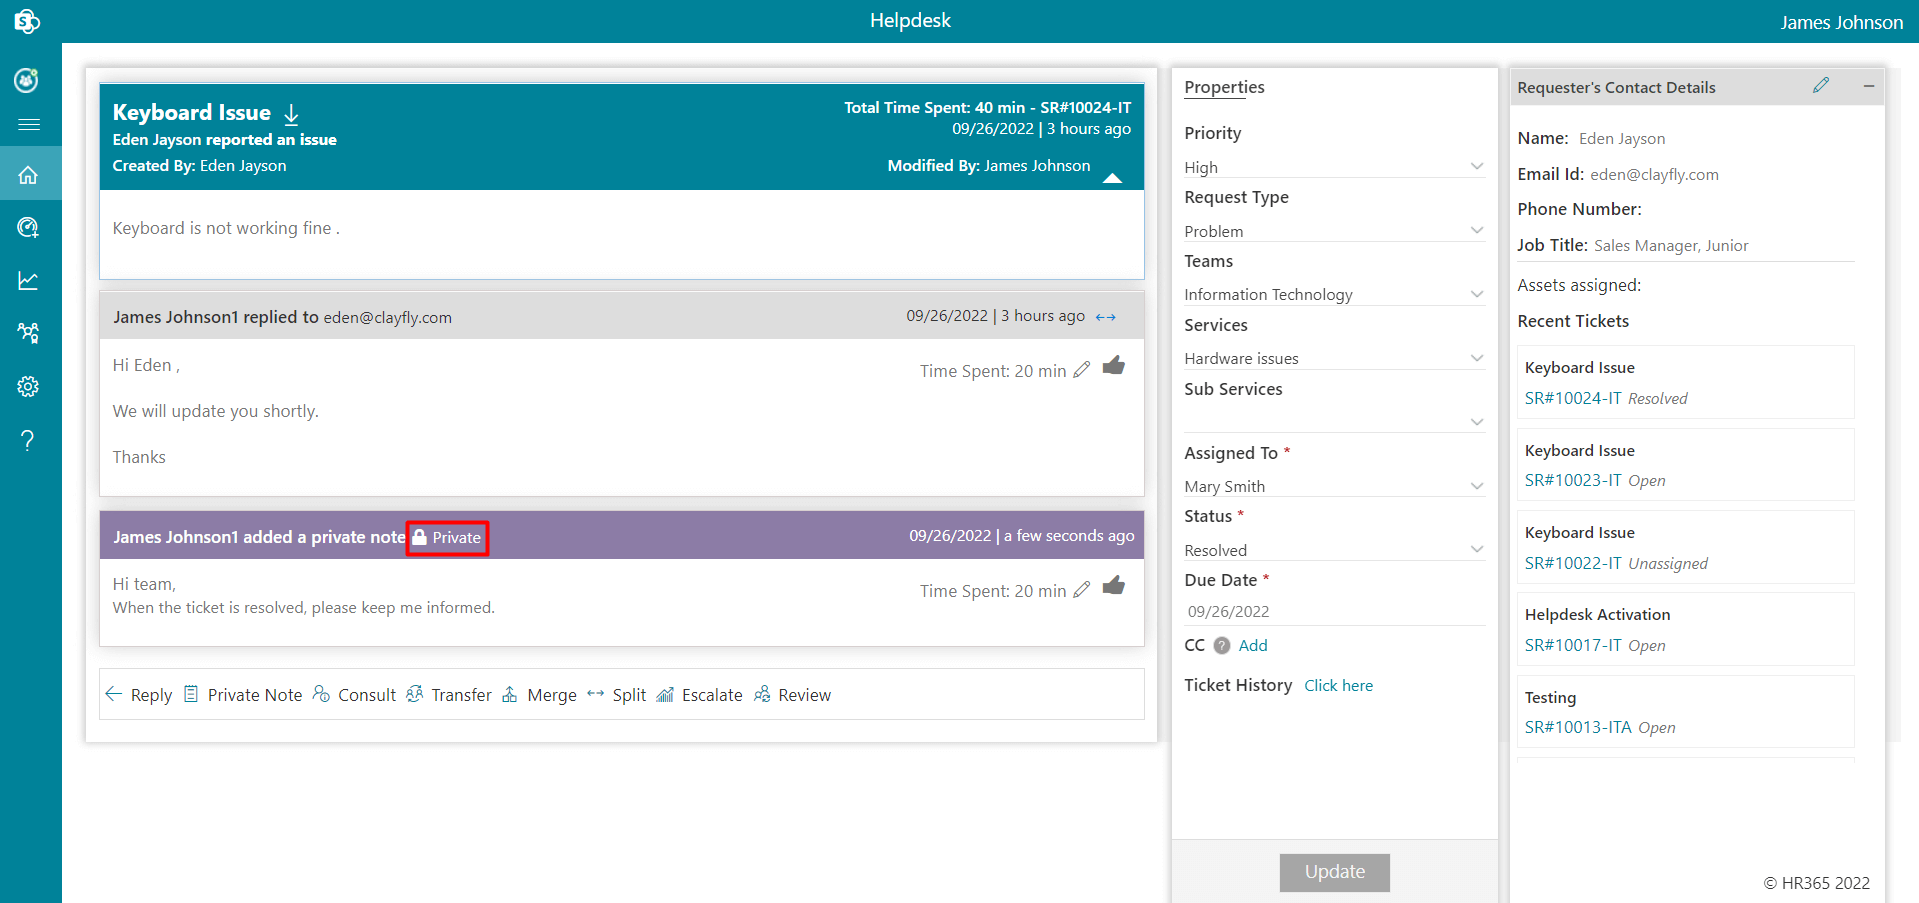 Helpdesk
James Johnson
Keyboard Issue
Total Time Spent: 40 min - SR#10024-IT
Eden Jayson reported an issue
09/26/2022 | 3 hours ago
Created By: Eden Jayson
Modified By: James Johnson
Keyboard is not working fine .
James Johnson1 replied to eden@clayfly.com
09/26/2022 | 3 hours ago
Hi Eden ,
Time Spent: 20 min
We will update you shortly.
Thanks
James Johnson1 added a private note Private
09/26/2022 | a few seconds ago
Hi team,
Time Spent: 20 min
When the ticket is resolved, please keep me informed.
Reply Private Note Consult Transfer Merge Split Escalate Review
Properties
Priority
High
Request Type
Problem
Teams
Information Technology
Services
Hardware issues
Sub Services
Assigned To *
Mary Smith
Status *
Resolved
Due Date *
09/26/2022
CC ? Add
Ticket History Click here
Update
Requester's Contact Details
Name: Eden Jayson
Email Id: eden@clayfly.com
Phone Number:
Job Title: Sales Manager, Junior
Assets assigned:
Recent Tickets
Keyboard Issue
SR#10024-IT Resolved
Keyboard Issue
SR#10023-IT Open
Keyboard Issue
SR#10022-IT Unassigned
Helpdesk Activation
SR#10017-IT Open
Testing
SR#10013-ITA Open
© HR365 2022